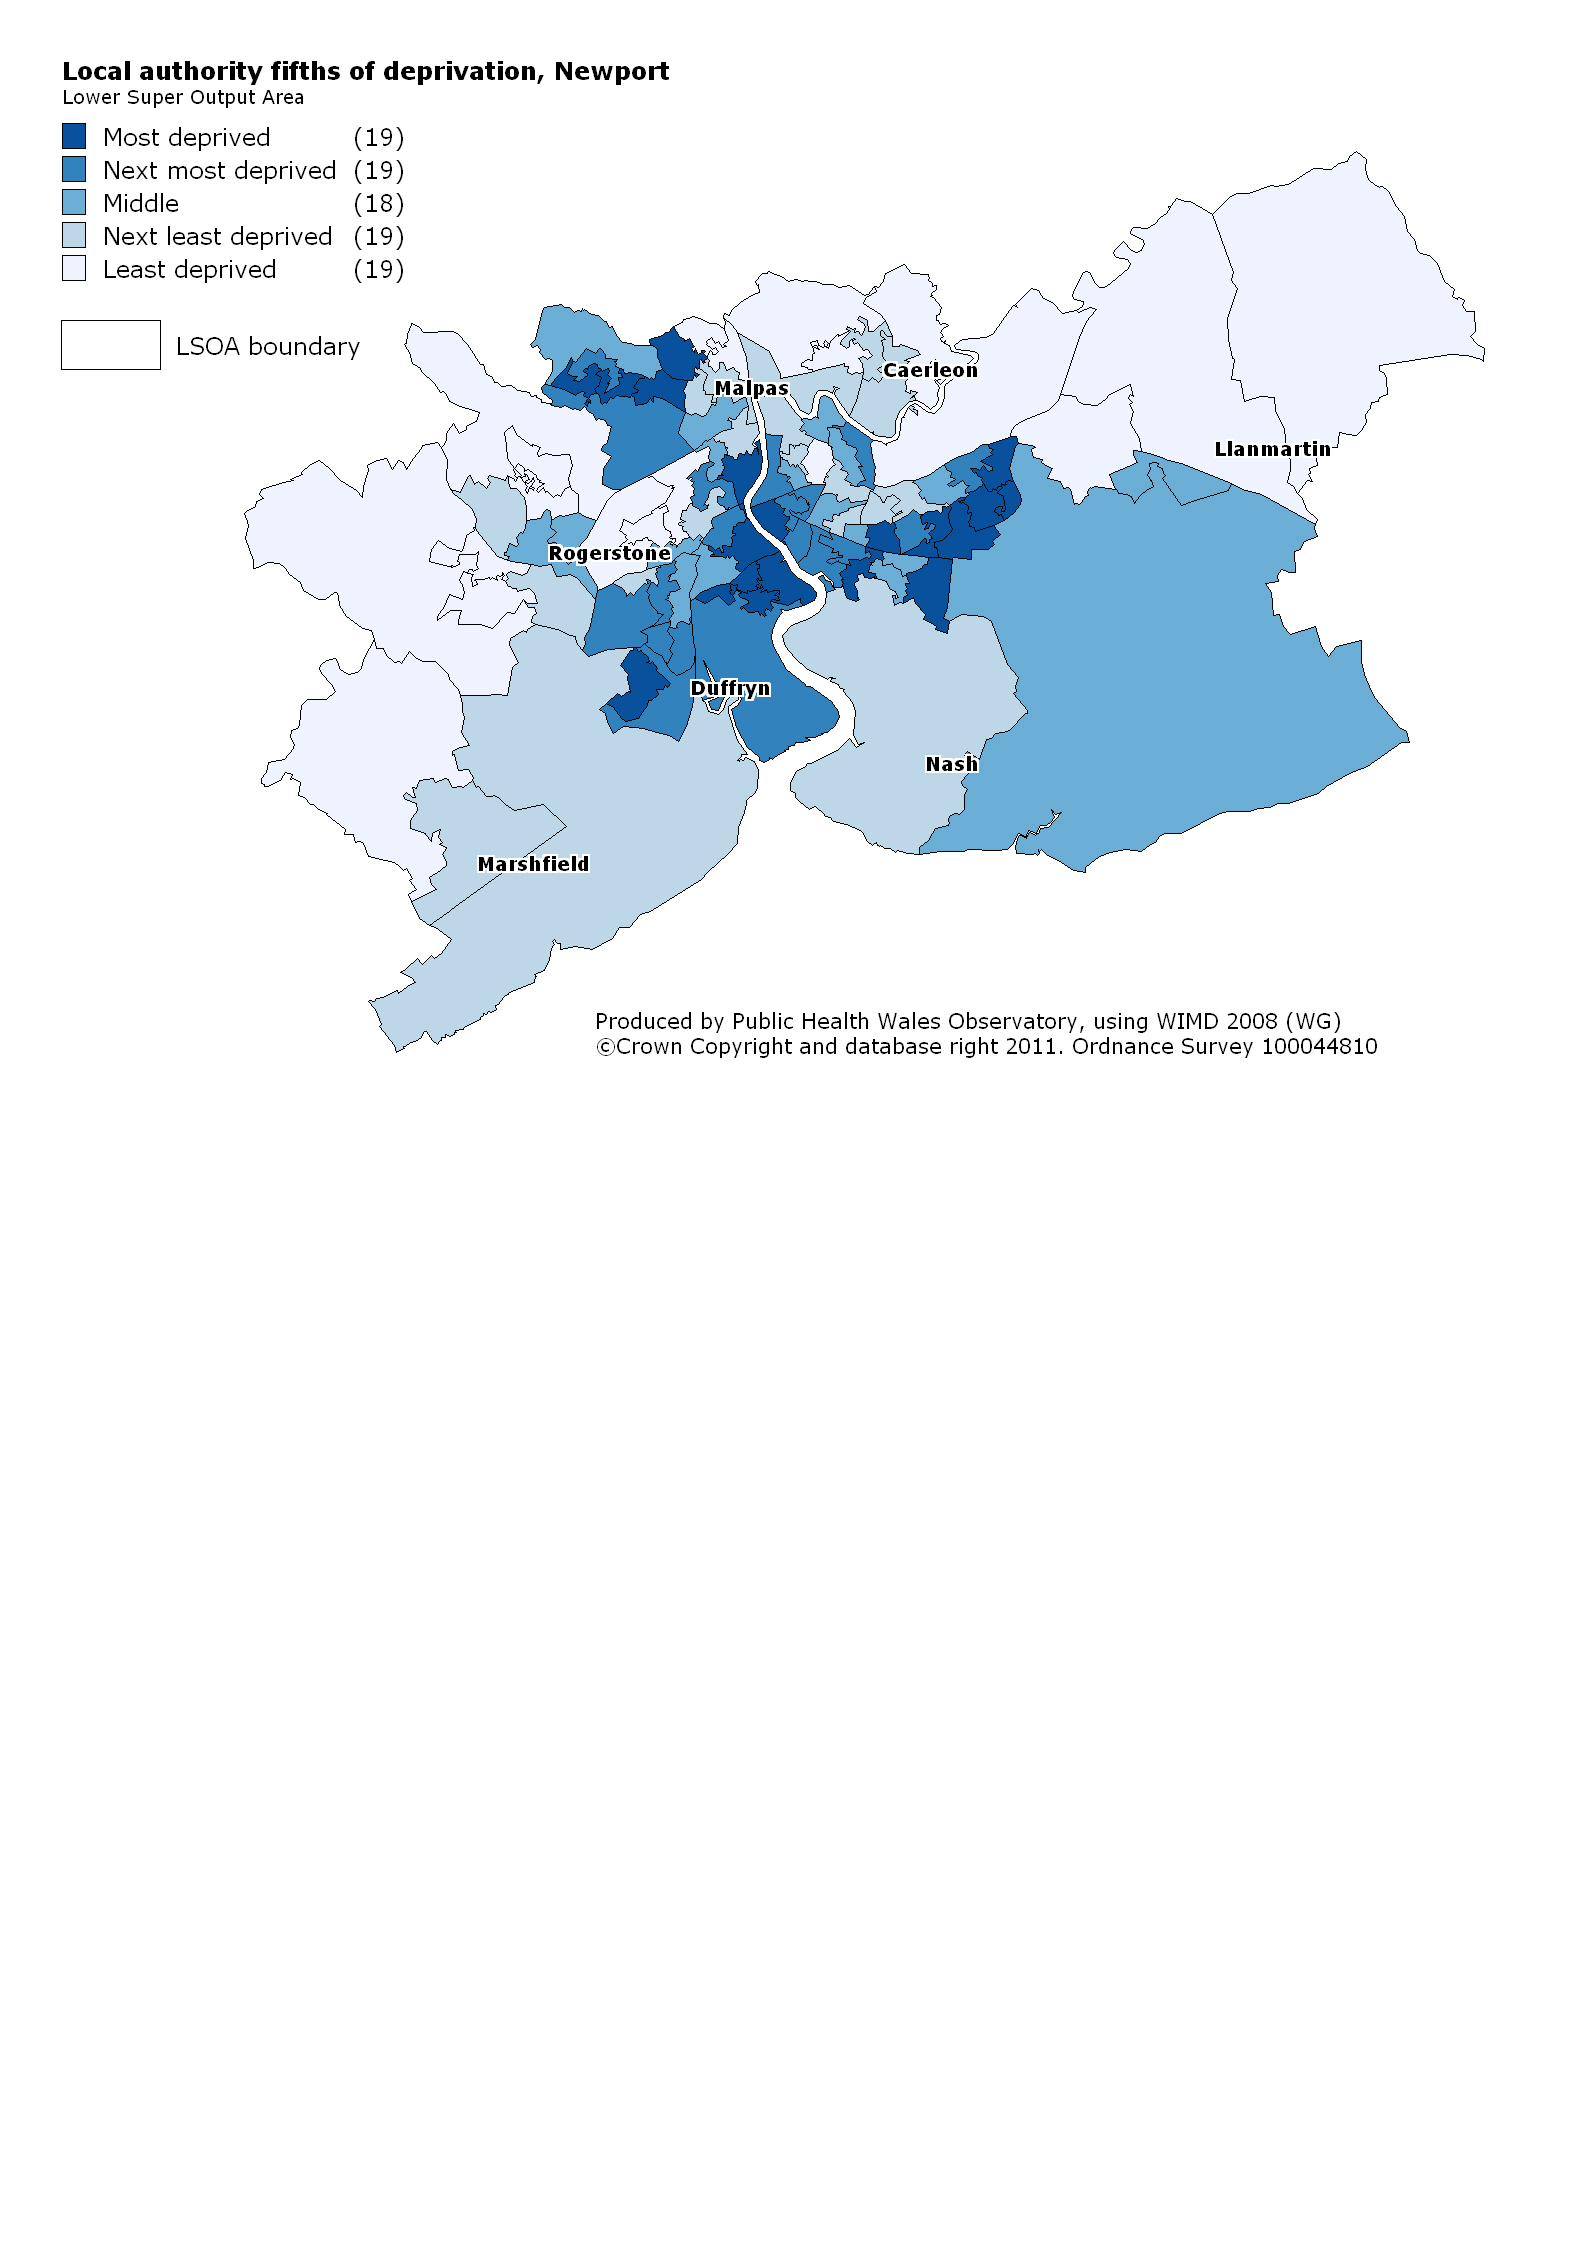 Local authority fifths of deprivation, Newport
Lower Super Output Area
Most deprived (19)
Next most deprived (19)
Middle (18)
Next least deprived (19)
Least deprived (19)
LSOA boundary
Caerleon
Malpas
Llanmartin
Rogerstone
Duffryn
Nash
Marshfield
Produced by Public Health Wales Observatory, using WIMD 2008 (WG)
©Crown Copyright and database right 2011. Ordnance Survey 100044810